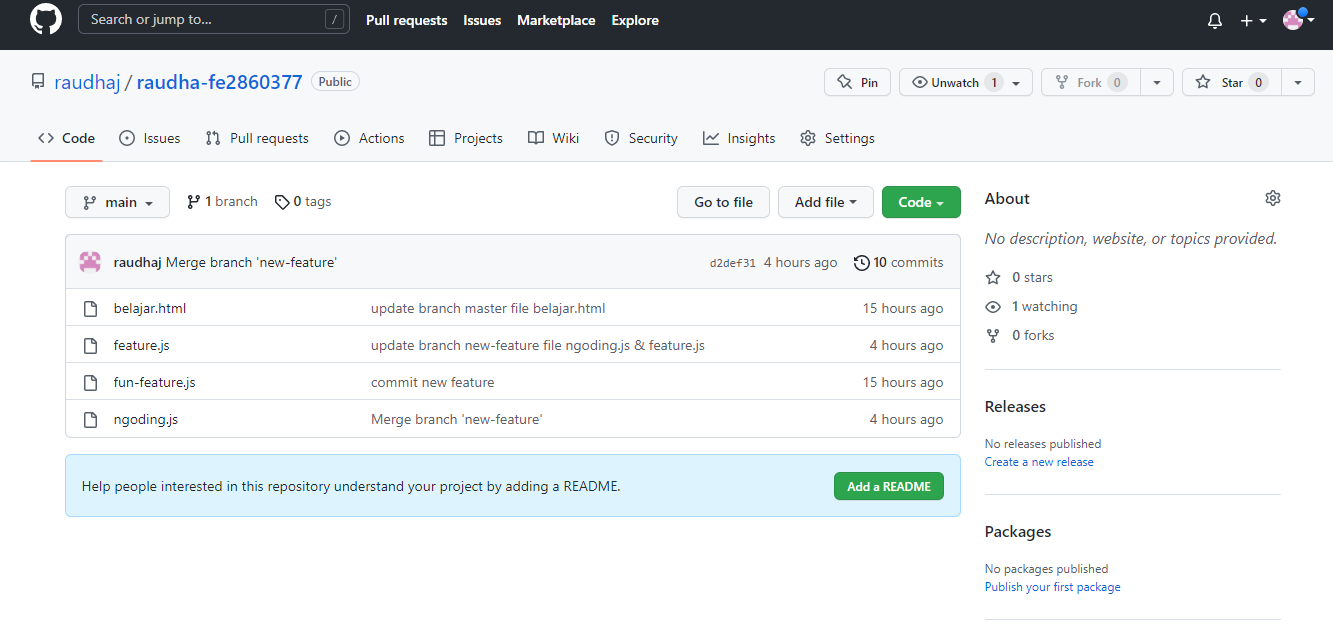 Search or jump to... / Pull requests Issues Marketplace Explore
raudhaj / raudha-fe2860377 Public Pin Unwatch 1 Fork 0 Star 0
Code Issues Pull requests Actions Projects Wiki Security Insights Settings
main 1 branch 0 tags Go to file Add file Code
raudhaj Merge branch 'new-feature' d2def31 4 hours ago 10 commits
belajar.html update branch master file belajar.html 15 hours ago
feature.js update branch new-feature file ngoding.js & feature.js 4 hours ago
fun-feature.js commit new feature 15 hours ago
ngoding.js Merge branch 'new-feature' 4 hours ago
Help people interested in this repository understand your project by adding a README. Add a README
About
No description, website, or topics provided.
0 stars
1 watching
0 forks
Releases
No releases published
Create a new release
Packages
No packages published
Publish your first package